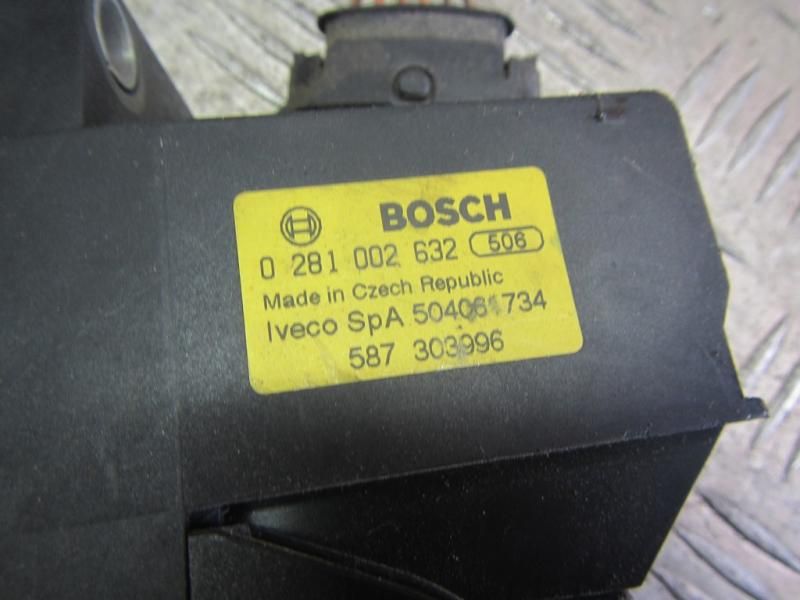 BOSCH
0 281 002 632 506
Made in Czech Republic
Iveco SpA
587 303996